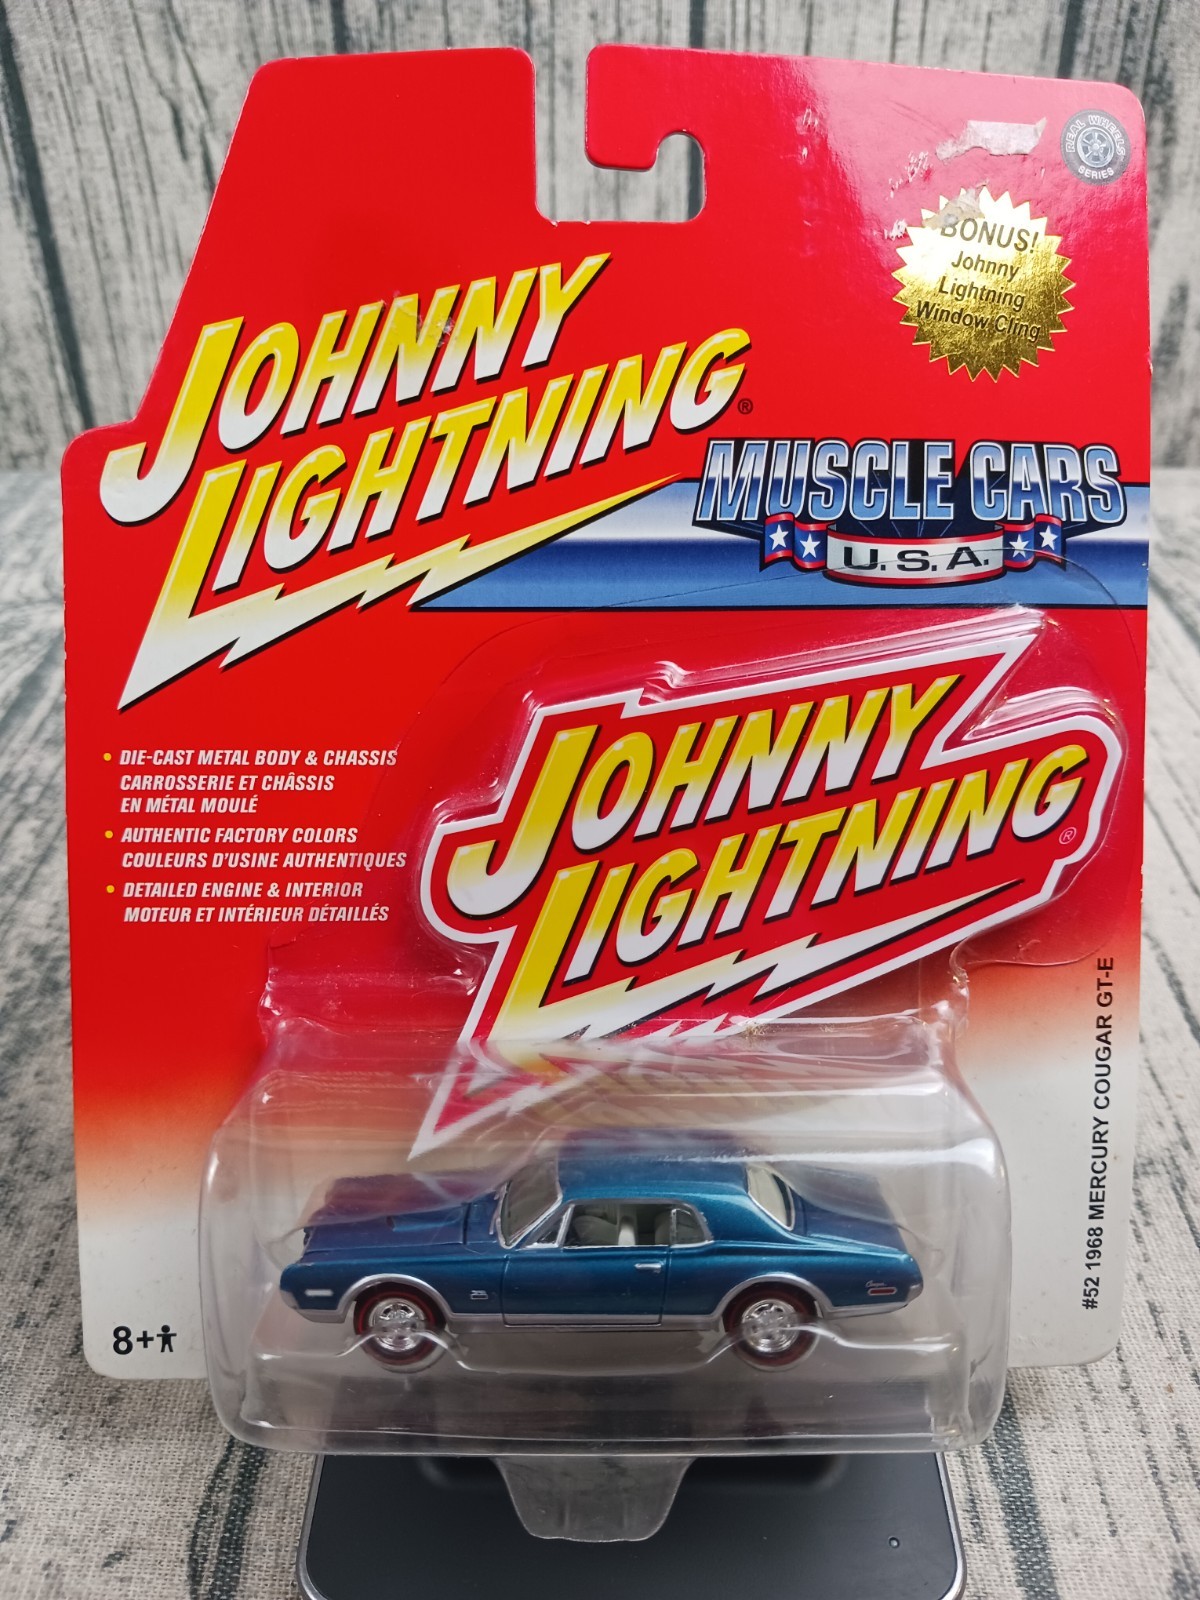 REAL WHEELS
SERIES
BONUS!
Johnny
Lightning
Window Cling
JOHNNY
LIGHTNING®
MUSCLE CARS
U.S.A.
JOHNNY
LIGHTNING®
• DIE-CAST METAL BODY & CHASSIS
CARROSSERIE ET CHÂSSIS
EN MÉTAL MOULÉ
• AUTHENTIC FACTORY COLORS
COULEURS D'USINE AUTHENTIQUES
• DETAILED ENGINE & INTERIOR
MOTEUR ET INTÉRIEUR DÉTAILLÉS
#52 1968 MERCURY COUGAR GT-E
8+